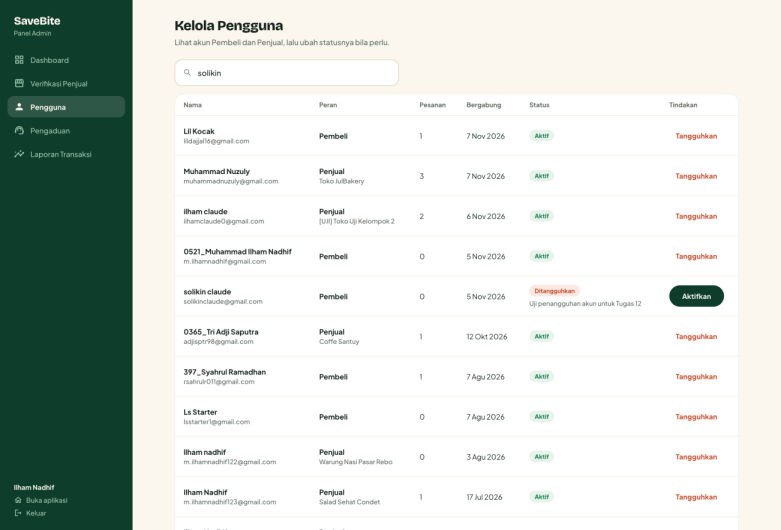 SaveBite
Panel Admin
Dashboard
Verifikasi Penjual
Pengguna
Pengaduan
Laporan Transaksi
Ilham Nadhif
Buka aplikasi
Keluar
Kelola Pengguna
Lihat akun Pembeli dan Penjual, lalu ubah statusnya bila perlu.
solikin
Nama Peran Pesanan Bergabung Status Tindakan
Lil Kocak Pembeli 1 7 Nov 2026 Aktif Tangguhkan
lildajjal16@gmail.com
Muhammad Nuzuly Penjual 3 7 Nov 2026 Aktif Tangguhkan
muhammadnuzuly@gmail.com Toko JulBakery
ilham claude Penjual 2 6 Nov 2026 Aktif Tangguhkan
ilhamclaude0@gmail.com [UJI] Toko Uji Kelompok 2
0521_Muhammad Ilham Nadhif Pembeli 0 5 Nov 2026 Aktif Tangguhkan
m.ilhamnadhif@gmail.com
solikin claude Pembeli 0 5 Nov 2026 Ditangguhkan Aktifkan
solikinclaude@gmail.com Uji penangguhan akun untuk Tugas 12
0365_Tri Adji Saputra Penjual 1 12 Okt 2026 Aktif Tangguhkan
adjisptr98@gmail.com Coffe Santuy
397_Syahrul Ramadhan Pembeli 1 7 Agu 2026 Aktif Tangguhkan
rsahrulr011@gmail.com
Ls Starter Pembeli 0 7 Agu 2026 Aktif Tangguhkan
lsstarter1@gmail.com
Ilham nadhif Penjual 0 3 Agu 2026 Aktif Tangguhkan
m.ilhamnadhif122@gmail.com Warung Nasi Pasar Rebo
Ilham Nadhif Penjual 1 17 Jul 2026 Aktif Tangguhkan
m.ilhamnadhif123@gmail.com Salad Sehat Condet